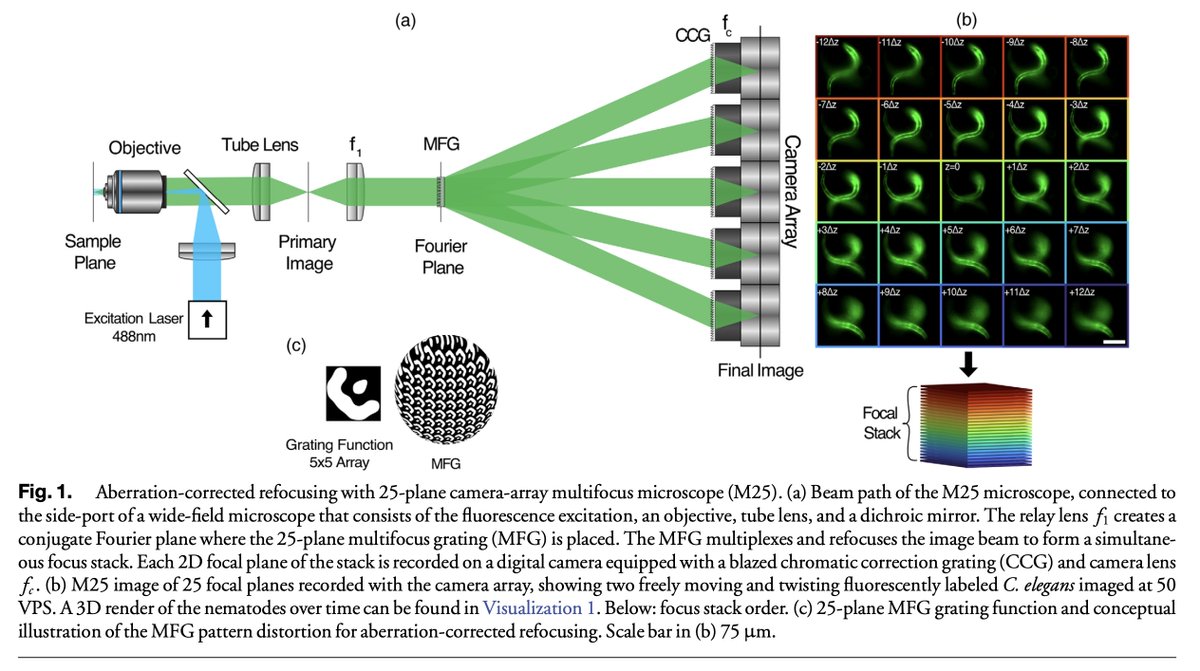 (a)
(b)
CCG
f
c
Objective
Tube Lens
f1
MFG
Camera Array
Sample
Plane
Primary
Image
Fourier
Plane
Excitation Laser
488nm
Final Image
-12Δz
-11Δz
-10Δz
-9Δz
-8Δz
-7Δz
-6Δz
-5Δz
-4Δz
-3Δz
-2Δz
-1Δz
z=0
+1Δz
+2Δz
+3Δz
+4Δz
+5Δz
+6Δz
+7Δz
+8Δz
+9Δz
+10Δz
+11Δz
+12Δz
Focal
Stack
(c)
Grating Function
5x5 Array
MFG
Fig. 1. Aberration-corrected refocusing with 25-plane camera-array multifocus microscope (M25). (a) Beam path of the M25 microscope, connected to
the side-port of a wide-field microscope that consists of the fluorescence excitation, an objective, tube lens, and a dichroic mirror. The relay lens f1 creates a
conjugate Fourier plane where the 25-plane multifocus grating (MFG) is placed. The MFG multiplexes and refocuses the image beam to form a simultane-
ous focus stack. Each 2D focal plane of the stack is recorded on a digital camera equipped with a blazed chromatic correction grating (CCG) and camera lens
fc. (b) M25 image of 25 focal planes recorded with the camera array, showing two freely moving and twisting fluorescently labeled C. elegans imaged at 50
VPS. A 3D render of the nematodes over time can be found in Visualization 1. Below: focus stack order. (c) 25-plane MFG grating function and conceptual
illustration of the MFG pattern distortion for aberration-corrected refocusing. Scale bar in (b) 75 μm.